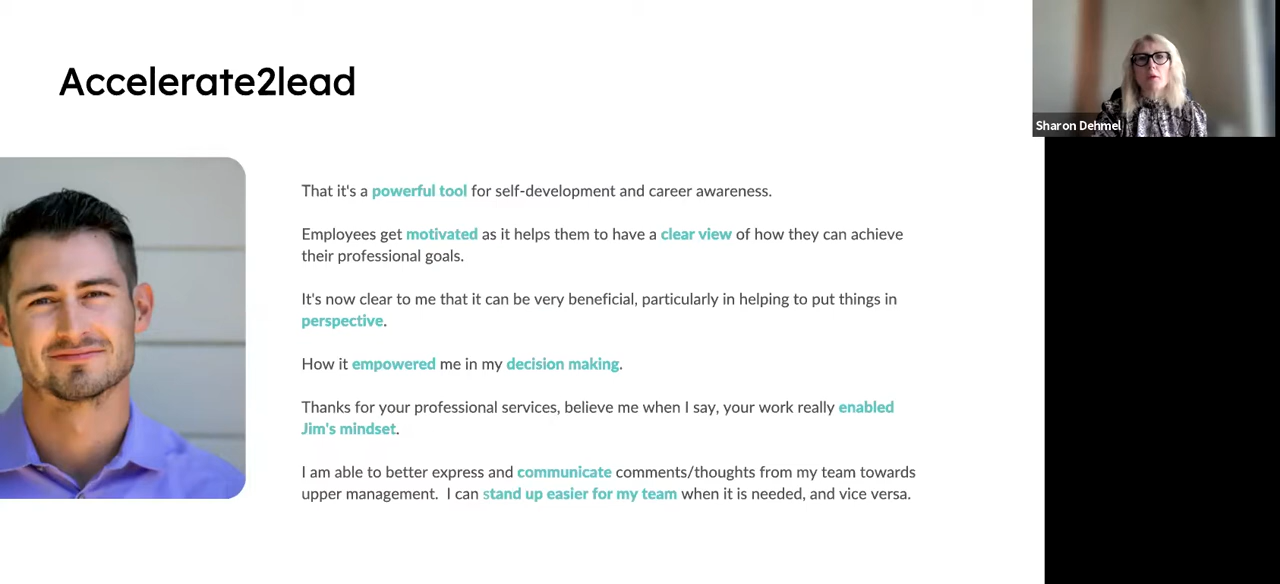 Accelerate2lead
Sharon Dehmel
That it's a powerful tool for self-development and career awareness.
Employees get motivated as it helps them to have a clear view of how they can achieve
their professional goals.
It's now clear to me that it can be very beneficial, particularly in helping to put things in
perspective.
How it empowered me in my decision making.
Thanks for your professional services, believe me when I say, your work really enabled
Jim's mindset.
I am able to better express and communicate comments/thoughts from my team towards
upper management.  I can stand up easier for my team when it is needed, and vice versa.